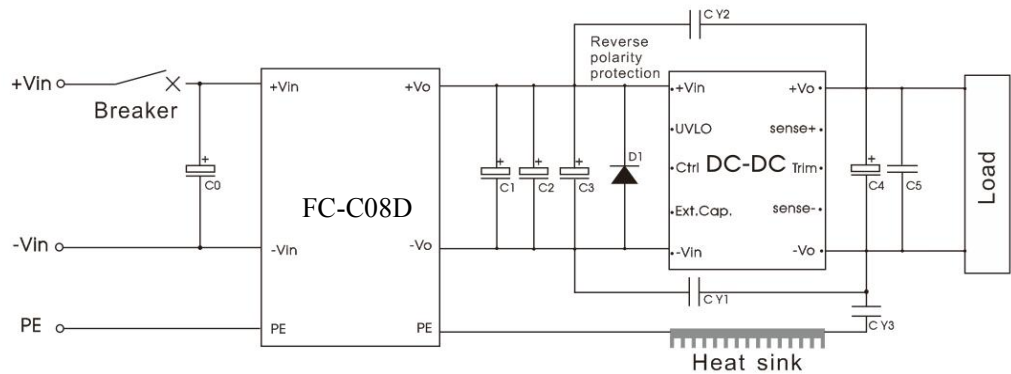 C Y2
Reverse
polarity
protection
+Vin
Breaker
+
C0
-Vin
PE
+Vin
+Vo
FC-C08D
-Vin
-Vo
PE
PE
+
C1
+
C2
+
C3
D1
+Vin
+Vo
UVLO
sense+
Ctrl
DC-DC
Trim
Ext.Cap.
sense-
-Vin
-Vo
+
C4
C5
Load
C Y1
C Y3
Heat sink